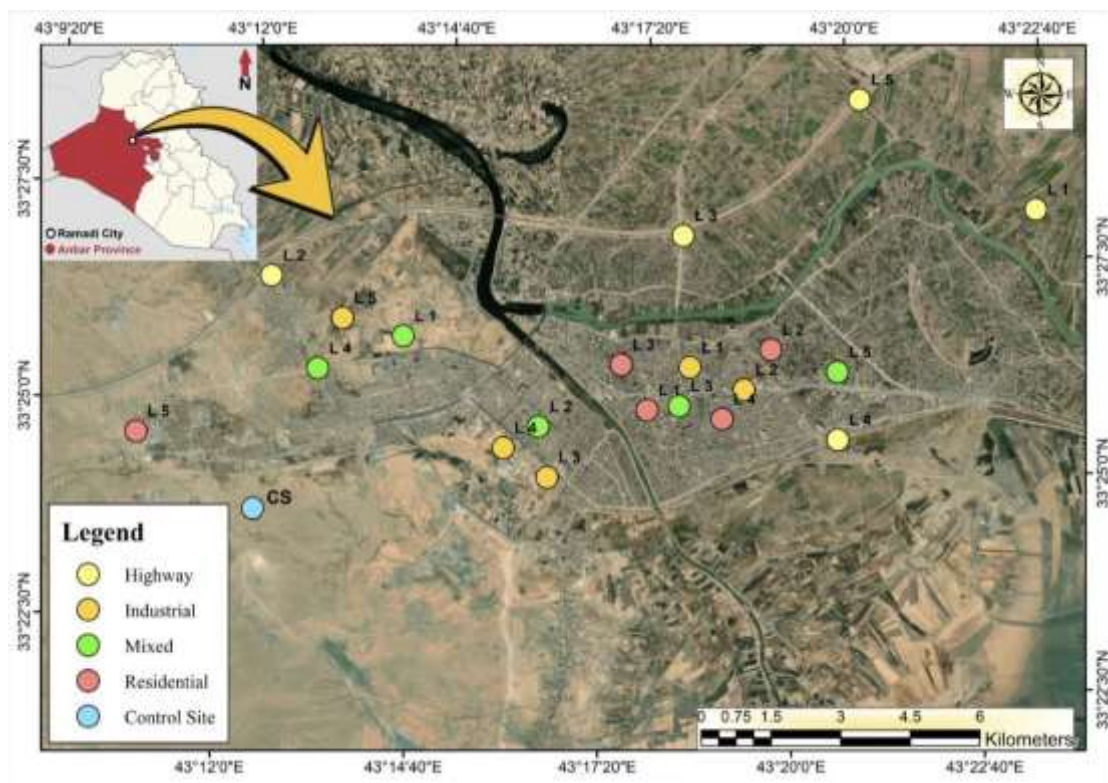 43°9'20"E 43°12'0"E 43°14'40"E 43°17'20"E 43°20'0"E 43°22'40"E
N
W E
L 5
33°27'30"N
L 1
Ramadi City
Anbar Province
L 3
33°27'30"N
L 2
L 5
L 1
L 2
L 4
L 3
L 1
L 5
L 2
33°25'0"N
L 1
L 3
L 4
L 5
L 2
L 4
L 4
L 3
33°25'0"N
CS
Legend
Highway
Industrial
Mixed
Residential
Control Site
33°22'30"N
33°22'30"N
0 0.75 1.5 3 4.5 6
Kilometers
43°12'0"E 43°14'40"E 43°17'20"E 43°20'0"E 43°22'40"E